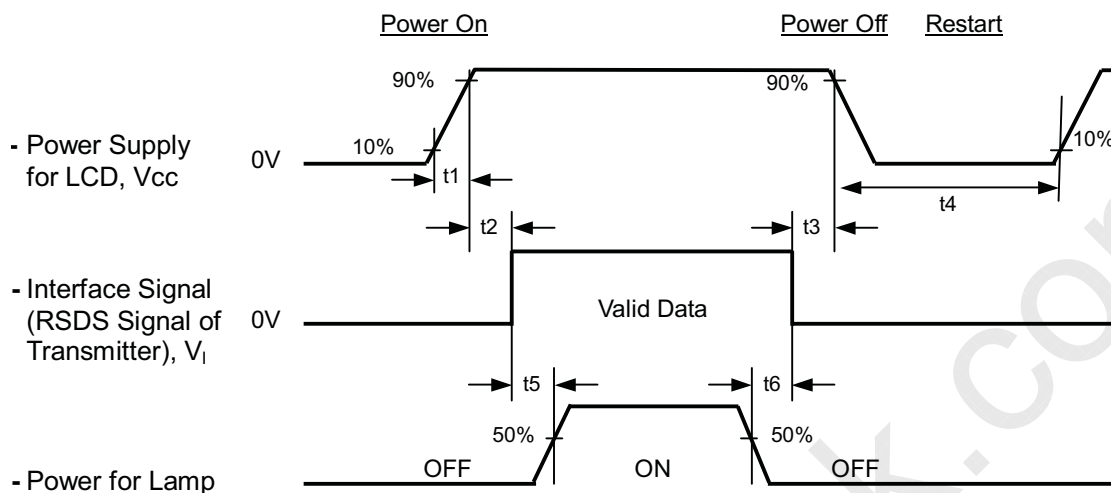 Power On
Power Off
Restart
90%
90%
10%
10%
- Power Supply
for LCD, Vcc
0V
t1
t4
t2
t3
- Interface Signal
(RSDS Signal of
Transmitter), VI
0V
Valid Data
t5
t6
50%
50%
- Power for Lamp
OFF
ON
OFF
k.com